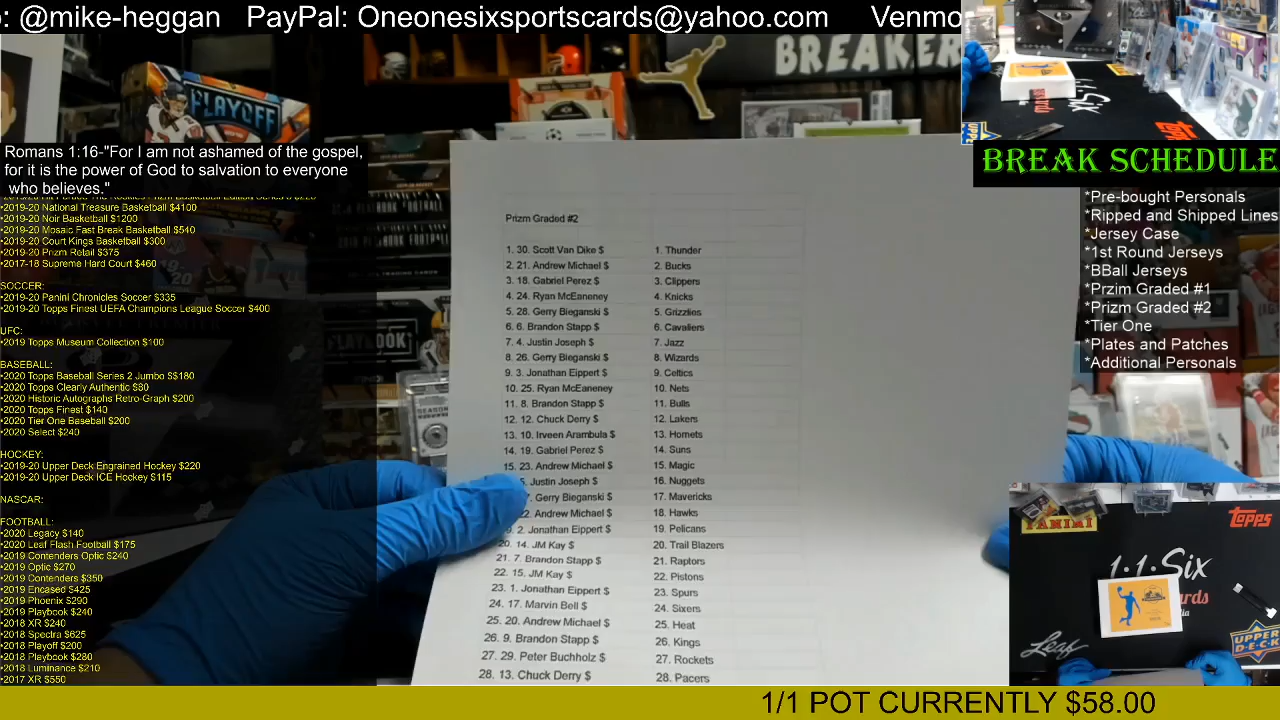 : @mike-heggan PayPal: Oneonesixsportscards@yahoo.com Venmo
BREAKER
PLAYOFF
Romans 1:16-"For I am not ashamed of the gospel,
for it is the power of God to salvation to everyone
who believes."
•2019-20 National Treasure Basketball $4100
•2019-20 Noir Basketball $1200
•2019-20 Mosaic Fast Break Basketball $540
•2019-20 Court Kings Basketball $300
•2019-20 Prizm Retail $375
•2017-18 Supreme Hard Court $460
SOCCER:
•2019-20 Panini Chronicles Soccer $335
•2019-20 Topps Finest UEFA Champions League Soccer $400
UFC:
•2019 Topps Museum Collection $100
BASEBALL:
•2020 Topps Baseball Series 2 Jumbo S$180
•2020 Topps Clearly Authentic $80
•2020 Historic Autographs Retro-Graph $200
•2020 Topps Finest $140
•2020 Tier One Baseball $200
•2020 Select $240
HOCKEY:
•2019-20 Upper Deck Engrained Hockey $220
•2019-20 Upper Deck ICE Hockey $115
NASCAR:
FOOTBALL:
•2020 Legacy $140
•2020 Leaf Flash Football $175
•2019 Contenders Optic $240
•2019 Optic $270
•2019 Contenders $350
•2019 Encased $425
•2019 Phoenix $290
•2019 Playbook $240
•2018 XR $240
•2018 Spectra $625
•2018 Playoff $200
•2018 Playbook $280
•2018 Luminance $210
•2017 XR $550
Prizm Graded #2
1. 30. Scott Van Dike $ 1. Thunder
2. 21. Andrew Michael $ 2. Bucks
3. 18. Gabriel Perez $ 3. Clippers
4. 24. Ryan McEaneney 4. Knicks
5. 28. Gerry Bieganski $ 5. Grizzlies
6. 6. Brandon Stapp $ 6. Cavaliers
7. 4. Justin Joseph $ 7. Jazz
8. 26. Gerry Bieganski $ 8. Wizards
9. 3. Jonathan Eippert $ 9. Celtics
10. 25. Ryan McEaneney 10. Nets
11. 8. Brandon Stapp $ 11. Bulls
12. 12. Chuck Derry $ 12. Lakers
13. 10. Irveen Arambula $ 13. Hornets
14. 19. Gabriel Perez $ 14. Suns
15. 23. Andrew Michael $ 15. Magic
Justin Joseph $ 16. Nuggets
Gerry Bieganski $ 17. Mavericks
Andrew Michael $ 18. Hawks
2. Jonathan Eippert $ 19. Pelicans
20. 14. JM Kay $ 20. Trail Blazers
21. 7. Brandon Stapp $ 21. Raptors
22. 15. JM Kay $ 22. Pistons
23. 1. Jonathan Eippert $ 23. Spurs
24. 17. Marvin Bell $ 24. Sixers
25. 20. Andrew Michael $ 25. Heat
26. 9. Brandon Stapp $ 26. Kings
27. 29. Peter Buchholz $ 27. Rockets
28. 13. Chuck Derry $ 28. Pacers
BREAK SCHEDULE
*Pre-bought Personals
*Ripped and Shipped Lines
*Jersey Case
*1st Round Jerseys
*BBall Jerseys
*Przim Graded #1
*Prizm Graded #2
*Tier One
*Plates and Patches
*Additional Personals
PANINI
Topps
1·1·Six
Leaf
UPPER
DECK
1/1 POT CURRENTLY $58.00